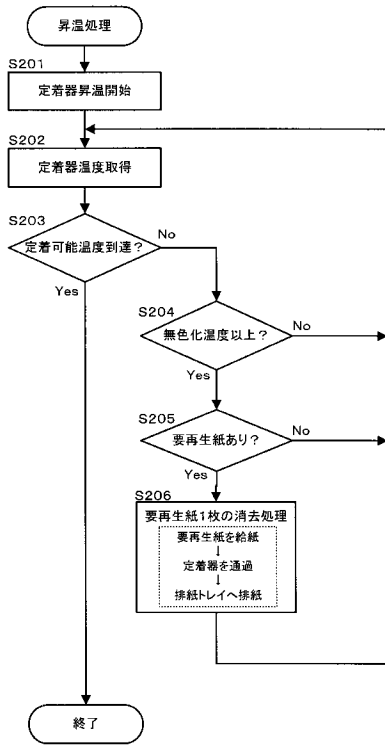 昇温処理
S201
定着器昇温開始
S202
定着器温度取得
S203
定着可能温度到達?
No
Yes
S204
無色化温度以上?
No
Yes
S205
要再生紙あり?
No
Yes
S206
要再生紙1枚の消去処理
要再生紙を給紙
↓
定着器を通過
↓
排紙トレイへ排紙
終了